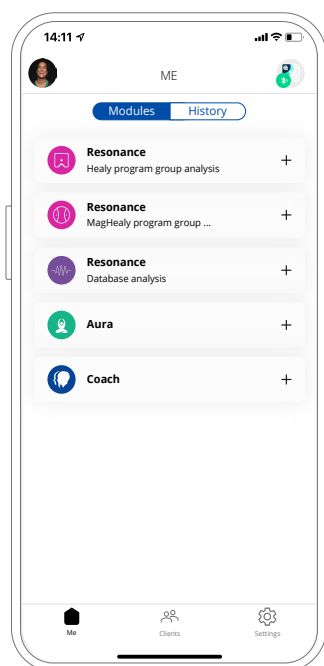 14:11
ME
Modules History
Resonance
Healy program group analysis
Resonance
MagHealy program group ...
Resonance
Database analysis
Aura
Coach
Me Clients Settings